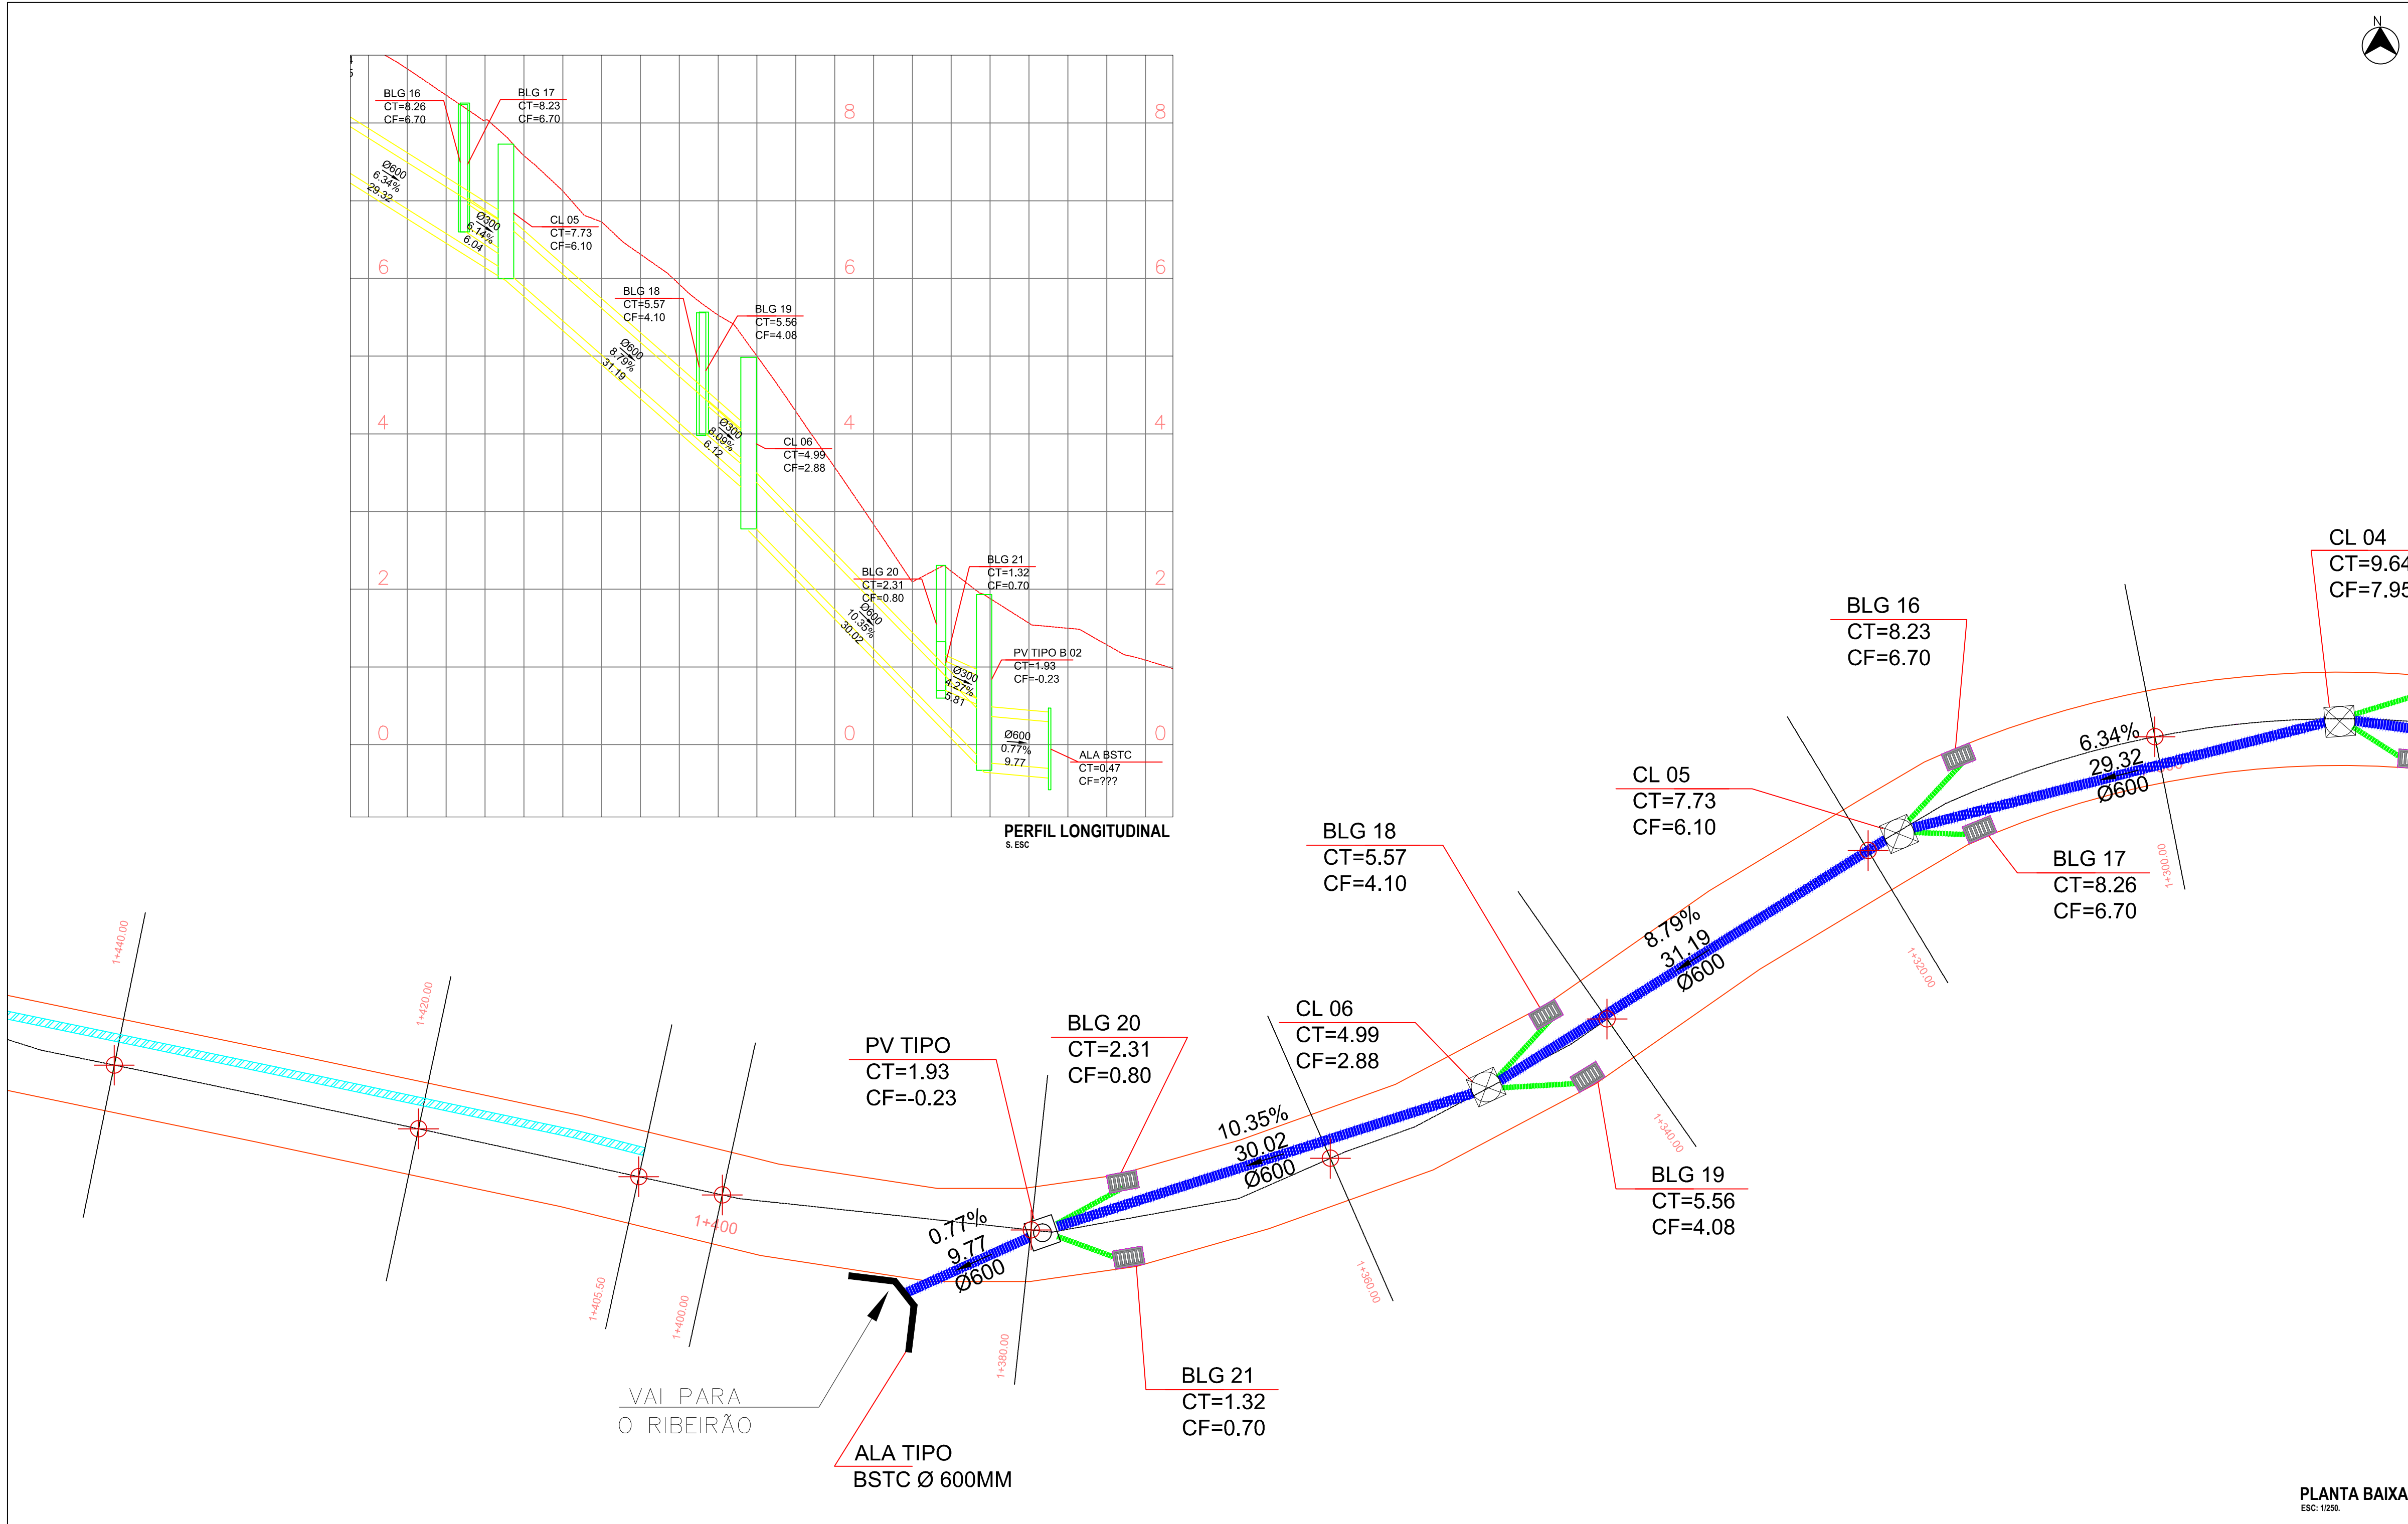 N
BLG 16
CT=8.26
CF=6.70
BLG 17
CT=8.23
CF=6.70
8
8
Ø600
6.34%
29.32
Ø300
6.14%
6.04
CL 05
CT=7.73
CF=6.10
6
6
6
BLG 18
CT=5.57
CF=4.10
BLG 19
CT=5.56
CF=4.08
Ø600
8.79%
31.19
4
4
4
Ø300
8.09%
6.12
CL 06
CT=4.99
CF=2.88
BLG 20
CT=2.31
CF=0.80
BLG 21
CT=1.32
CF=0.70
2
2
Ø600
10.35%
30.02
PV TIPO B 02
CT=1.93
CF=-0.23
Ø300
4.27%
5.81
0
0
0
Ø600
0.77%
9.77
ALA BSTC
CT=0.47
CF=???
PERFIL LONGITUDINAL
S. ESC
CL 04
CT=9.64
CF=7.95
BLG 16
CT=8.23
CF=6.70
6.34%
29.32
Ø600
CL 05
CT=7.73
CF=6.10
BLG 17
CT=8.26
CF=6.70
1+300.00
BLG 18
CT=5.57
CF=4.10
8.79%
31.19
Ø600
1+320.00
1+440.00
1+420.00
PV TIPO
CT=1.93
CF=-0.23
BLG 20
CT=2.31
CF=0.80
CL 06
CT=4.99
CF=2.88
10.35%
30.02
Ø600
1+340.00
BLG 19
CT=5.56
CF=4.08
1+400
0.77%
9.77
Ø600
1+405.50
1+400.00
1+380.00
1+360.00
BLG 21
CT=1.32
CF=0.70
VAI PARA
O RIBEIRÃO
ALA TIPO
BSTC Ø 600MM
PLANTA BAIXA
ESC: 1/250.